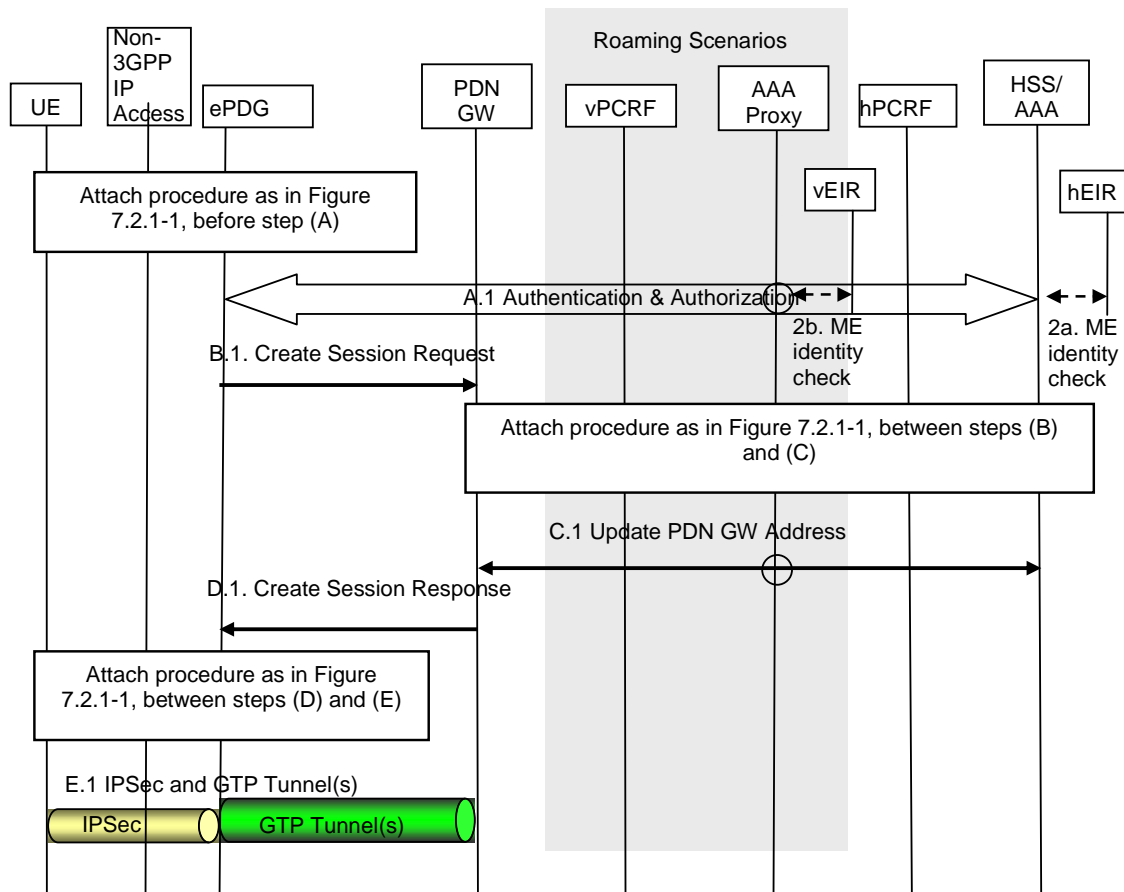 Roaming Scenarios
Non-
3GPP
IP
Access
UE
ePDG
PDN
GW
vPCRF
AAA
Proxy
hPCRF
HSS/
AAA
vEIR
hEIR
Attach procedure as in Figure
7.2.1-1, before step (A)
A.1 Authentication & Authorization
2b. ME
identity
check
2a. ME
identity
check
B.1. Create Session Request
Attach procedure as in Figure 7.2.1-1, between steps (B)
and (C)
C.1 Update PDN GW Address
D.1. Create Session Response
Attach procedure as in Figure
7.2.1-1, between steps (D) and (E)
E.1 IPSec and GTP Tunnel(s)
IPSec
GTP Tunnel(s)